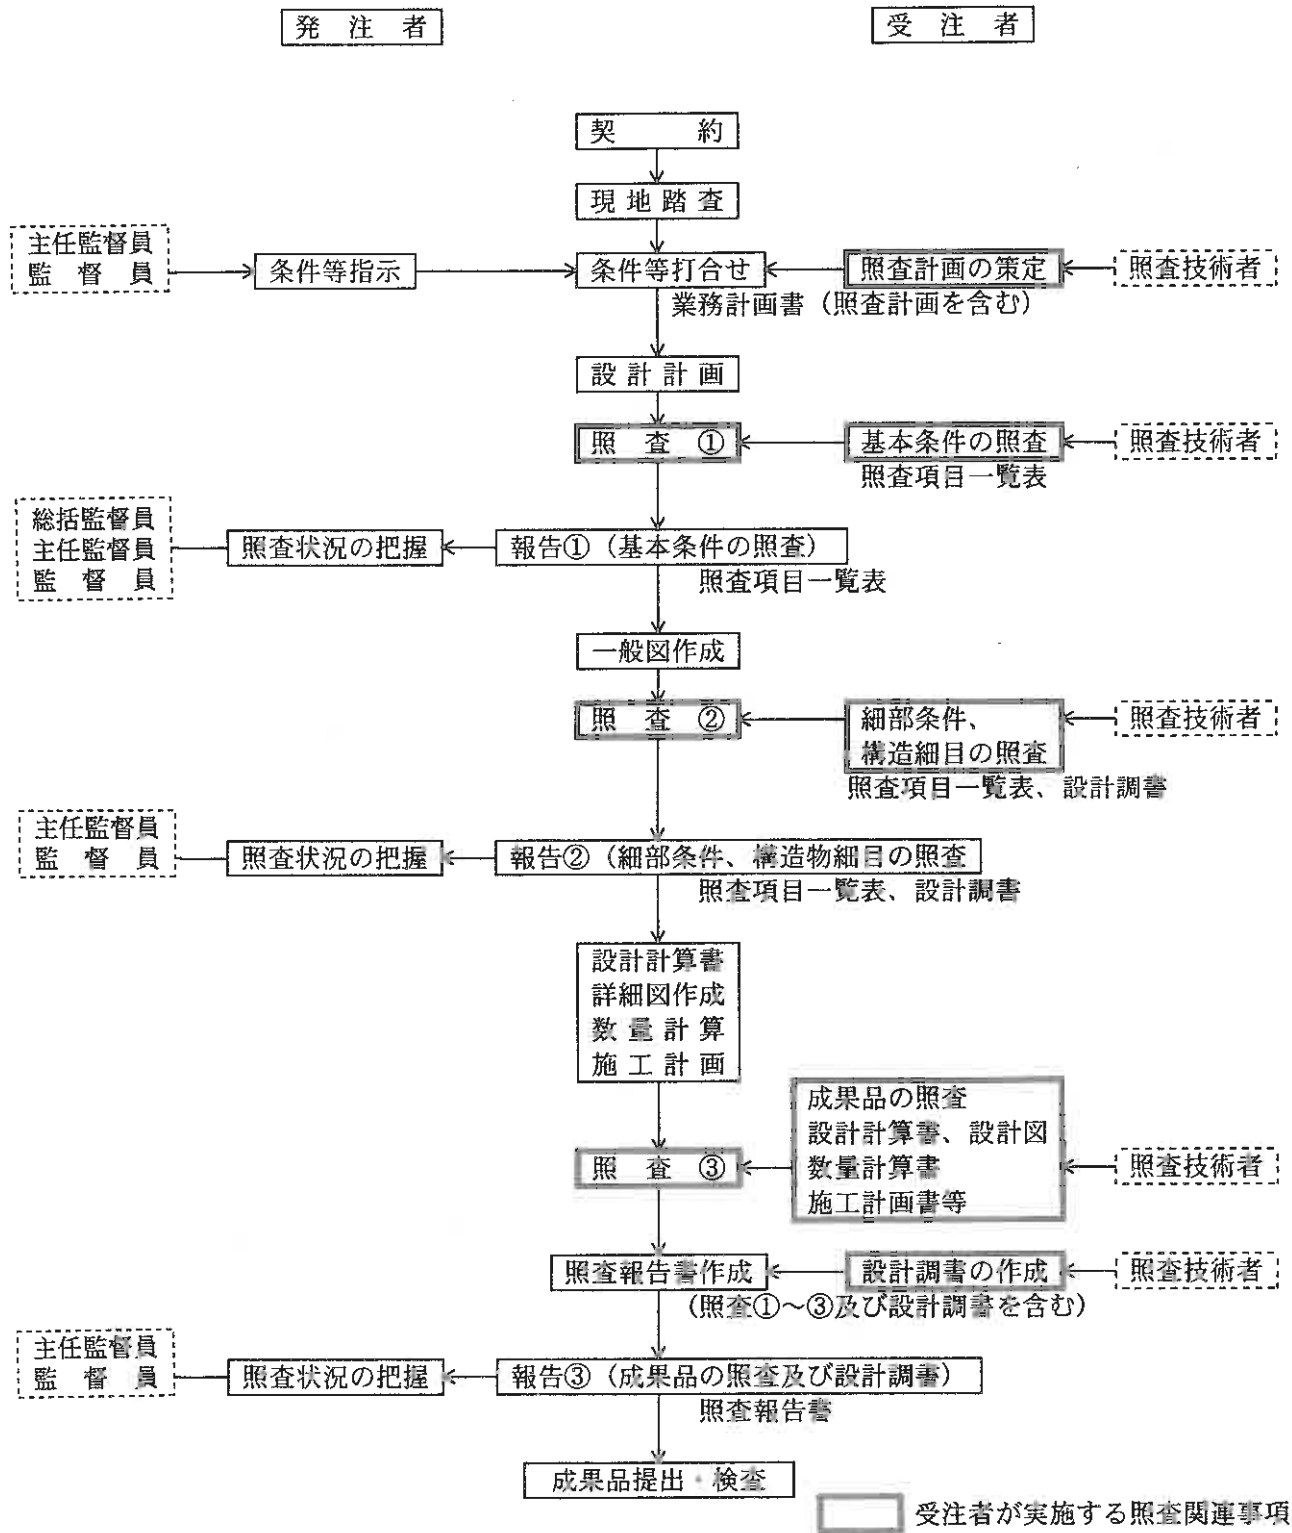 発注者
受注者
契約
現地踏査
主任監督員
監督員
条件等指示
条件等打合せ
照査計画の策定
照査技術者
業務計画書（照査計画を含む）
設計計画
照査①
基本条件の照査
照査技術者
照査項目一覧表
総括監督員
主任監督員
監督員
照査状況の把握
報告①（基本条件の照査）
照査項目一覧表
一般図作成
照査②
細部条件、
構造細目の照査
照査技術者
照査項目一覧表、設計調書
主任監督員
監督員
照査状況の把握
報告②（細部条件、構造物細目の照査
照査項目一覧表、設計調書
設計計算書
詳細図作成
数量計算
施工計画
照査③
成果品の照査
設計計算書、設計図
数量計算書
施工計画書等
照査技術者
照査報告書作成
設計調書の作成
照査技術者
（照査①～③及び設計調書を含む）
主任監督員
監督員
照査状況の把握
報告③（成果品の照査及び設計調書）
照査報告書
成果品提出・検査
受注者が実施する照査関連事項